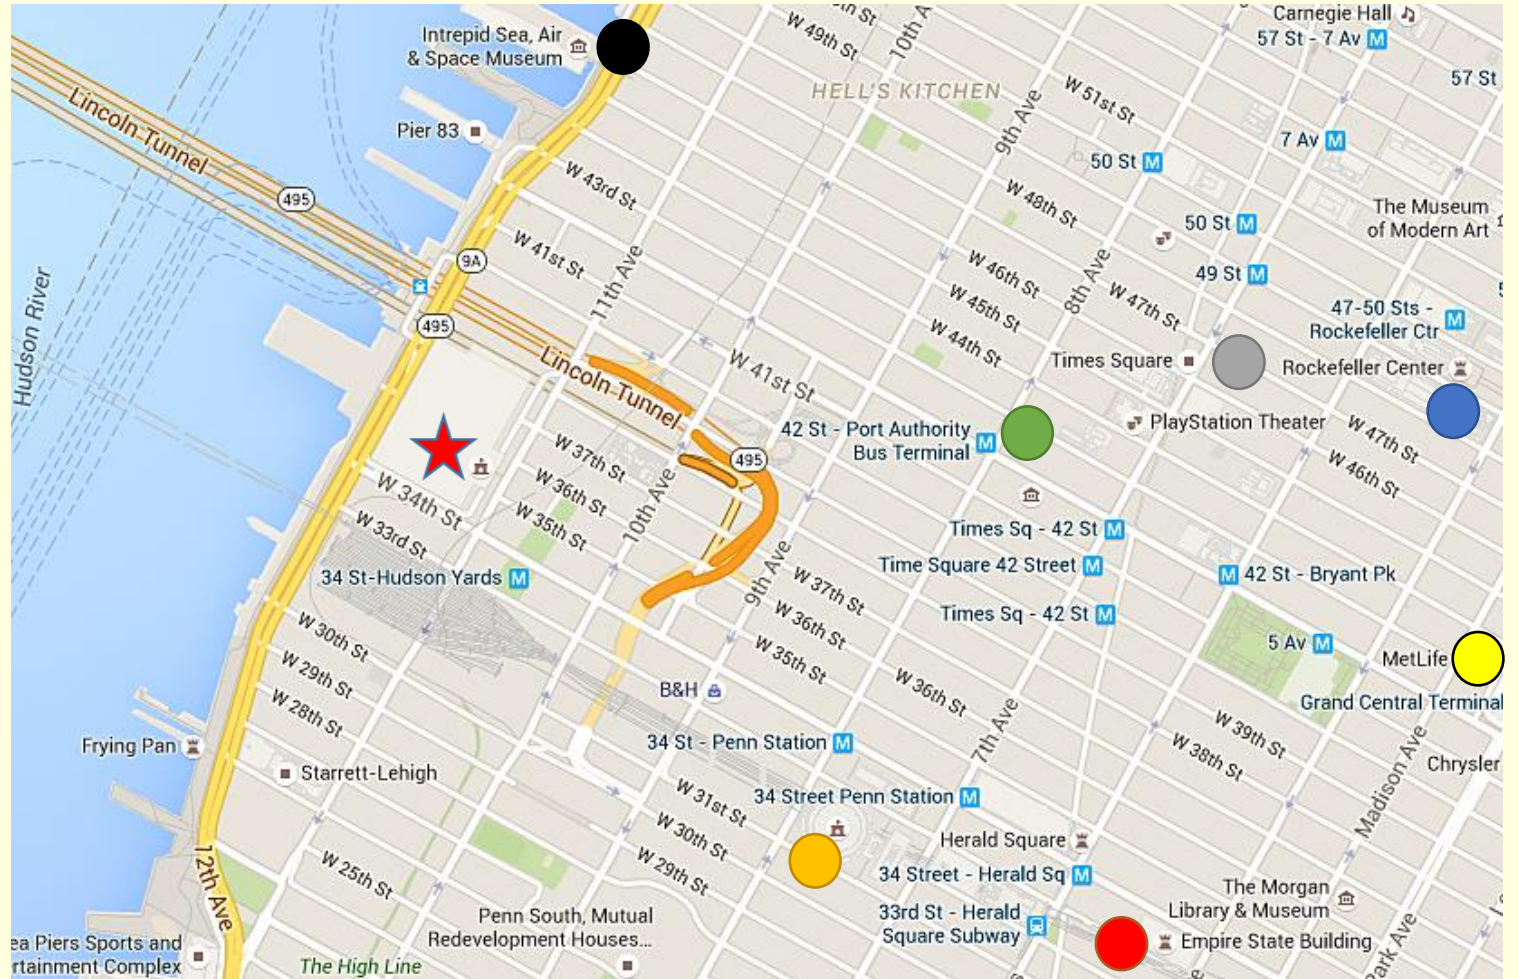 Intrepid Sea, Air
& Space Museum
W 49th St
10th A
Carnegie Hall
57 St - 7 Av M
57 St
HELL'S KITCHEN
W 51st St
Lincoln Tunnel
Pier 83
9th Ave
7 Av M
50 St M
495
W 43rd St
W 48th St
The Museum
of Modern Art
50 St M
9A
W 41st St
W 46th St
49 St M
Hudson River
11th Ave
8th Ave
W 45th St
W 47th St
47-50 Sts -
Rockefeller Ctr M
495
W 44th St
Lincoln Tunnel
Times Square
Rockefeller Center
W 41st St
42 St - Port Authority
Bus Terminal M
PlayStation Theater
W 47th St
W 37th St
495
W 46th St
W 34th St
W 36th St
10th Ave
W 33rd St
W 35th St
Times Sq - 42 St M
34 St-Hudson Yards M
9th Ave
Time Square 42 Street M
42 St - Bryant Pk
M
W 37th St
W 36th St
Times Sq - 42 St M
W 30th St
W 35th St
5 Av M
MetLife
W 29th St
B&H
W 36th St
Grand Central Terminal
W 28th St
7th Ave
W 39th St
Frying Pan
34 St - Penn Station M
W 38th St
Madison Ave
Chrysler
Starrett-Lehigh
W 31st St
34 Street Penn Station M
W 30th St
Herald Square
12th Ave
W 25th St
W 29th St
34 Street - Herald Sq M
The Morgan
Library & Museum
Penn South, Mutual
Redevelopment Houses...
33rd St - Herald
Square Subway
Empire State Building
Park Ave
ea Piers Sports and
rtainment Complex
The High Line